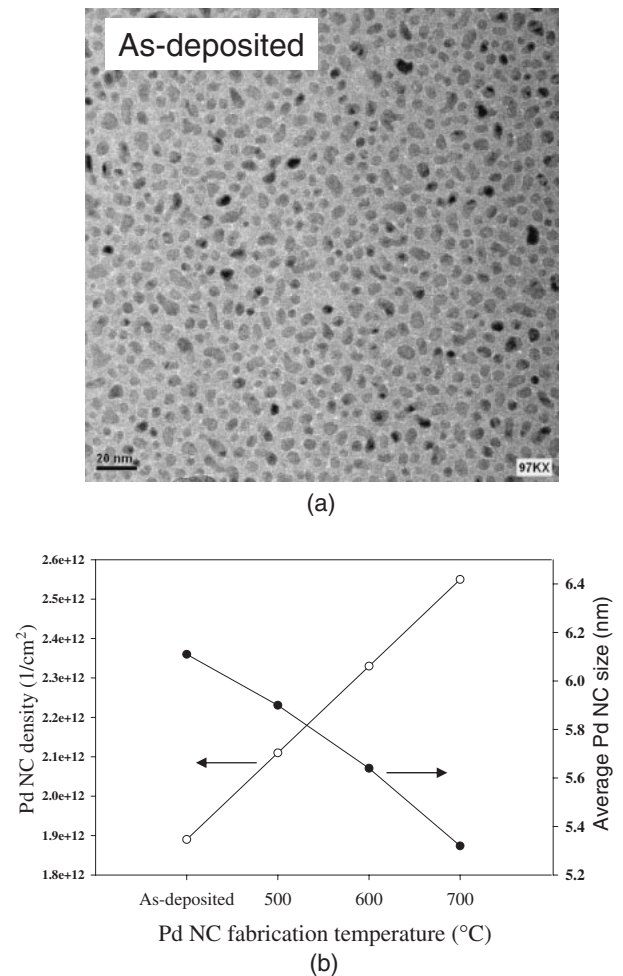 As-deposited
20 nm
97KX
(a)
2.6e+12
2.5e+12
2.4e+12
2.3e+12
2.2e+12
2.1e+12
2.0e+12
1.9e+12
1.8e+12
Pd NC density (1/cm²)
6.4
6.2
6.0
5.8
5.6
5.4
5.2
Average Pd NC size (nm)
As-deposited 500 600 700
Pd NC fabrication temperature (°C)
(b)